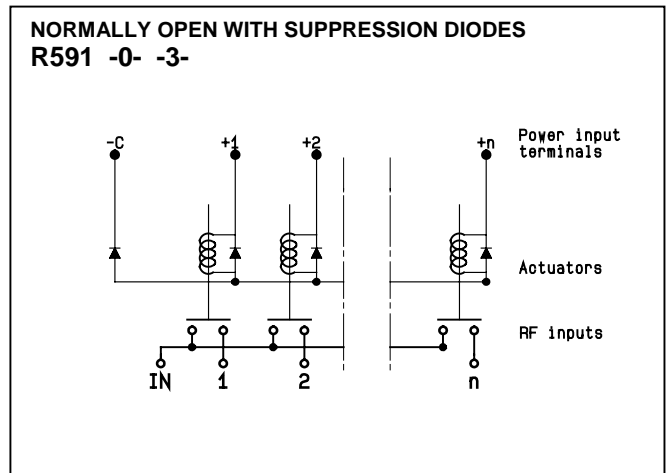 NORMALLY OPEN WITH SUPPRESSION DIODES
R591 -0- -3-
-C +1 +2 +n Power input
terminals
Actuators
RF inputs
IN 1 2 n